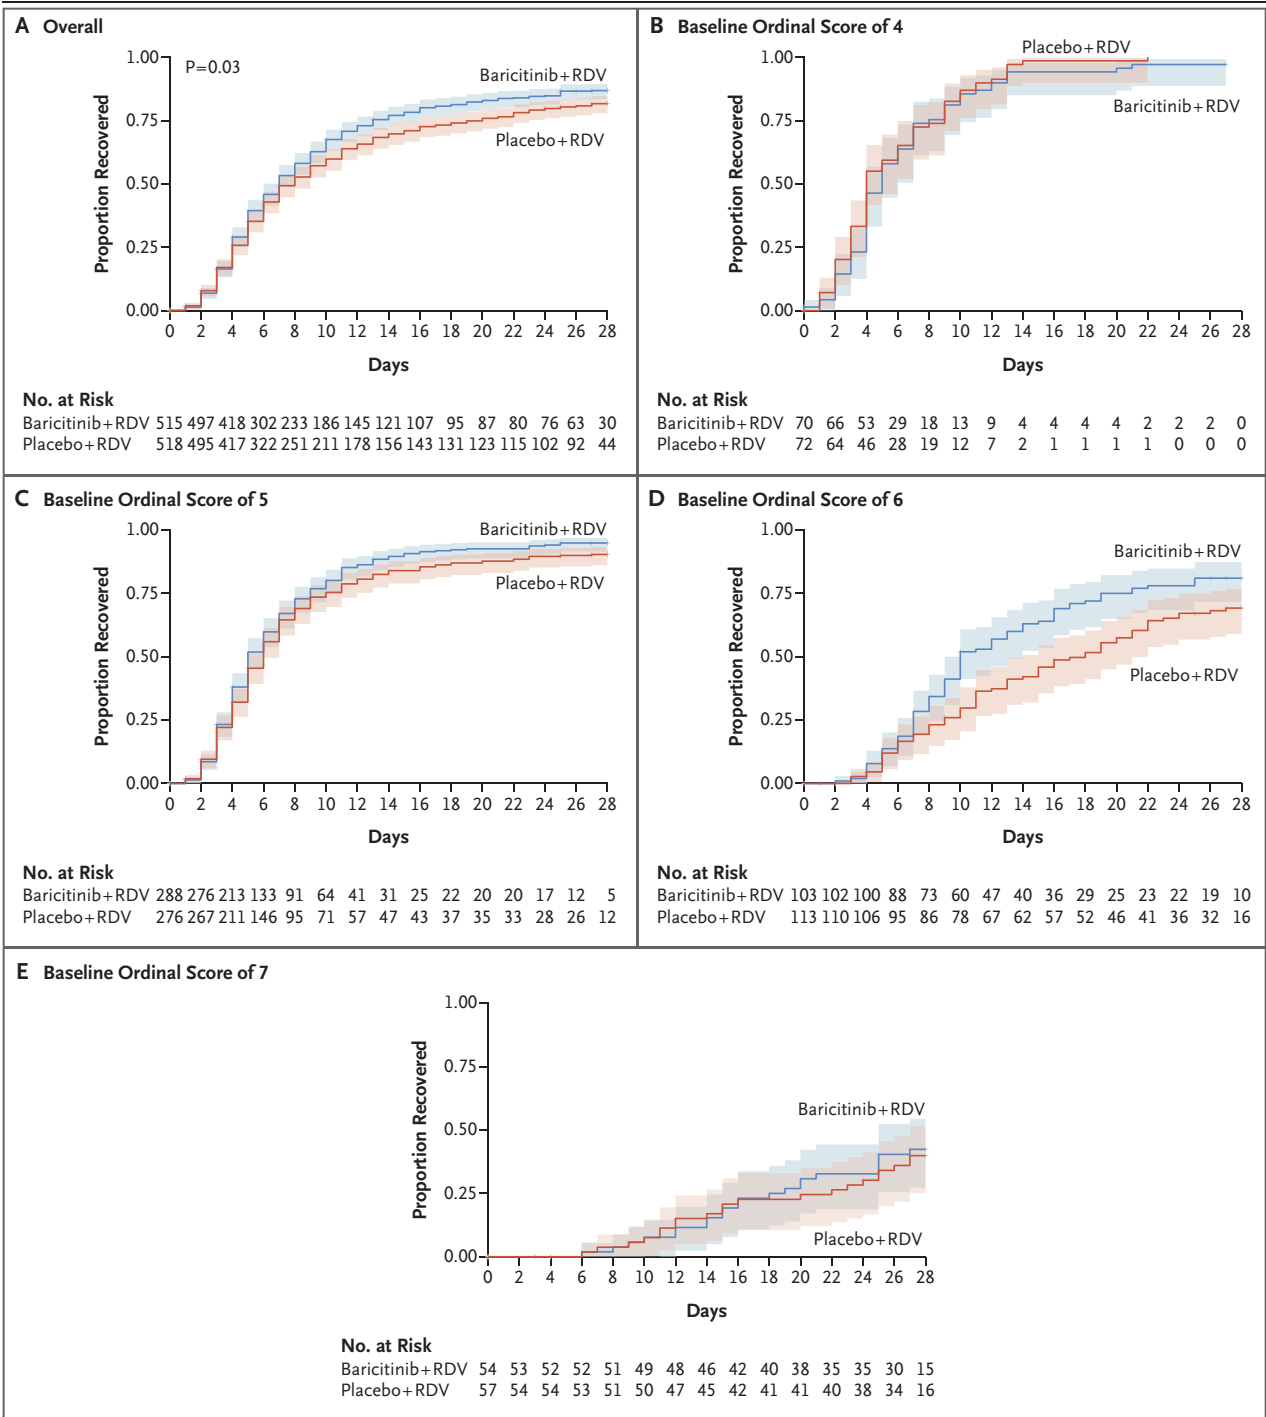 A Overall
P=0.03
Baricitinib+RDV
Placebo+RDV
Proportion Recovered
1.00
0.75
0.50
0.25
0.00
0 2 4 6 8 10 12 14 16 18 20 22 24 26 28
Days
No. at Risk
Baricitinib+RDV 515 497 418 302 233 186 145 121 107 95 87 80 76 63 30
Placebo+RDV 518 495 417 322 251 211 178 156 143 131 123 115 102 92 44
B Baseline Ordinal Score of 4
Placebo+RDV
Baricitinib+RDV
Proportion Recovered
1.00
0.75
0.50
0.25
0.00
0 2 4 6 8 10 12 14 16 18 20 22 24 26 28
Days
No. at Risk
Baricitinib+RDV 70 66 53 29 18 13 9 4 4 4 4 2 2 2 0
Placebo+RDV 72 64 46 28 19 12 7 2 1 1 1 1 0 0 0
C Baseline Ordinal Score of 5
Baricitinib+RDV
Placebo+RDV
Proportion Recovered
1.00
0.75
0.50
0.25
0.00
0 2 4 6 8 10 12 14 16 18 20 22 24 26 28
Days
No. at Risk
Baricitinib+RDV 288 276 213 133 91 64 41 31 25 22 20 20 17 12 5
Placebo+RDV 276 267 211 146 95 71 57 47 43 37 35 33 28 26 12
D Baseline Ordinal Score of 6
Baricitinib+RDV
Placebo+RDV
Proportion Recovered
1.00
0.75
0.50
0.25
0.00
0 2 4 6 8 10 12 14 16 18 20 22 24 26 28
Days
No. at Risk
Baricitinib+RDV 103 102 100 88 73 60 47 40 36 29 25 23 22 19 10
Placebo+RDV 113 110 106 95 86 78 67 62 57 52 46 41 36 32 16
E Baseline Ordinal Score of 7
Baricitinib+RDV
Placebo+RDV
Proportion Recovered
1.00
0.75
0.50
0.25
0.00
0 2 4 6 8 10 12 14 16 18 20 22 24 26 28
Days
No. at Risk
Baricitinib+RDV 54 53 52 52 51 49 48 46 42 40 38 35 35 30 15
Placebo+RDV 57 54 54 53 51 50 47 45 42 41 41 40 38 34 16